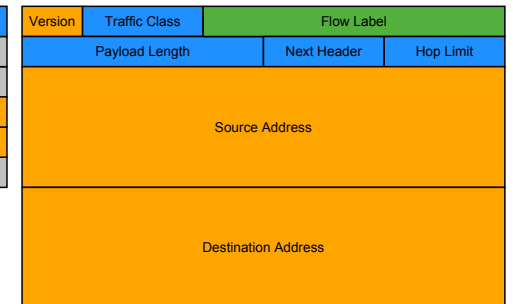 Version Traffic Class Flow Label
Payload Length Next Header Hop Limit
Source Address
Destination Address